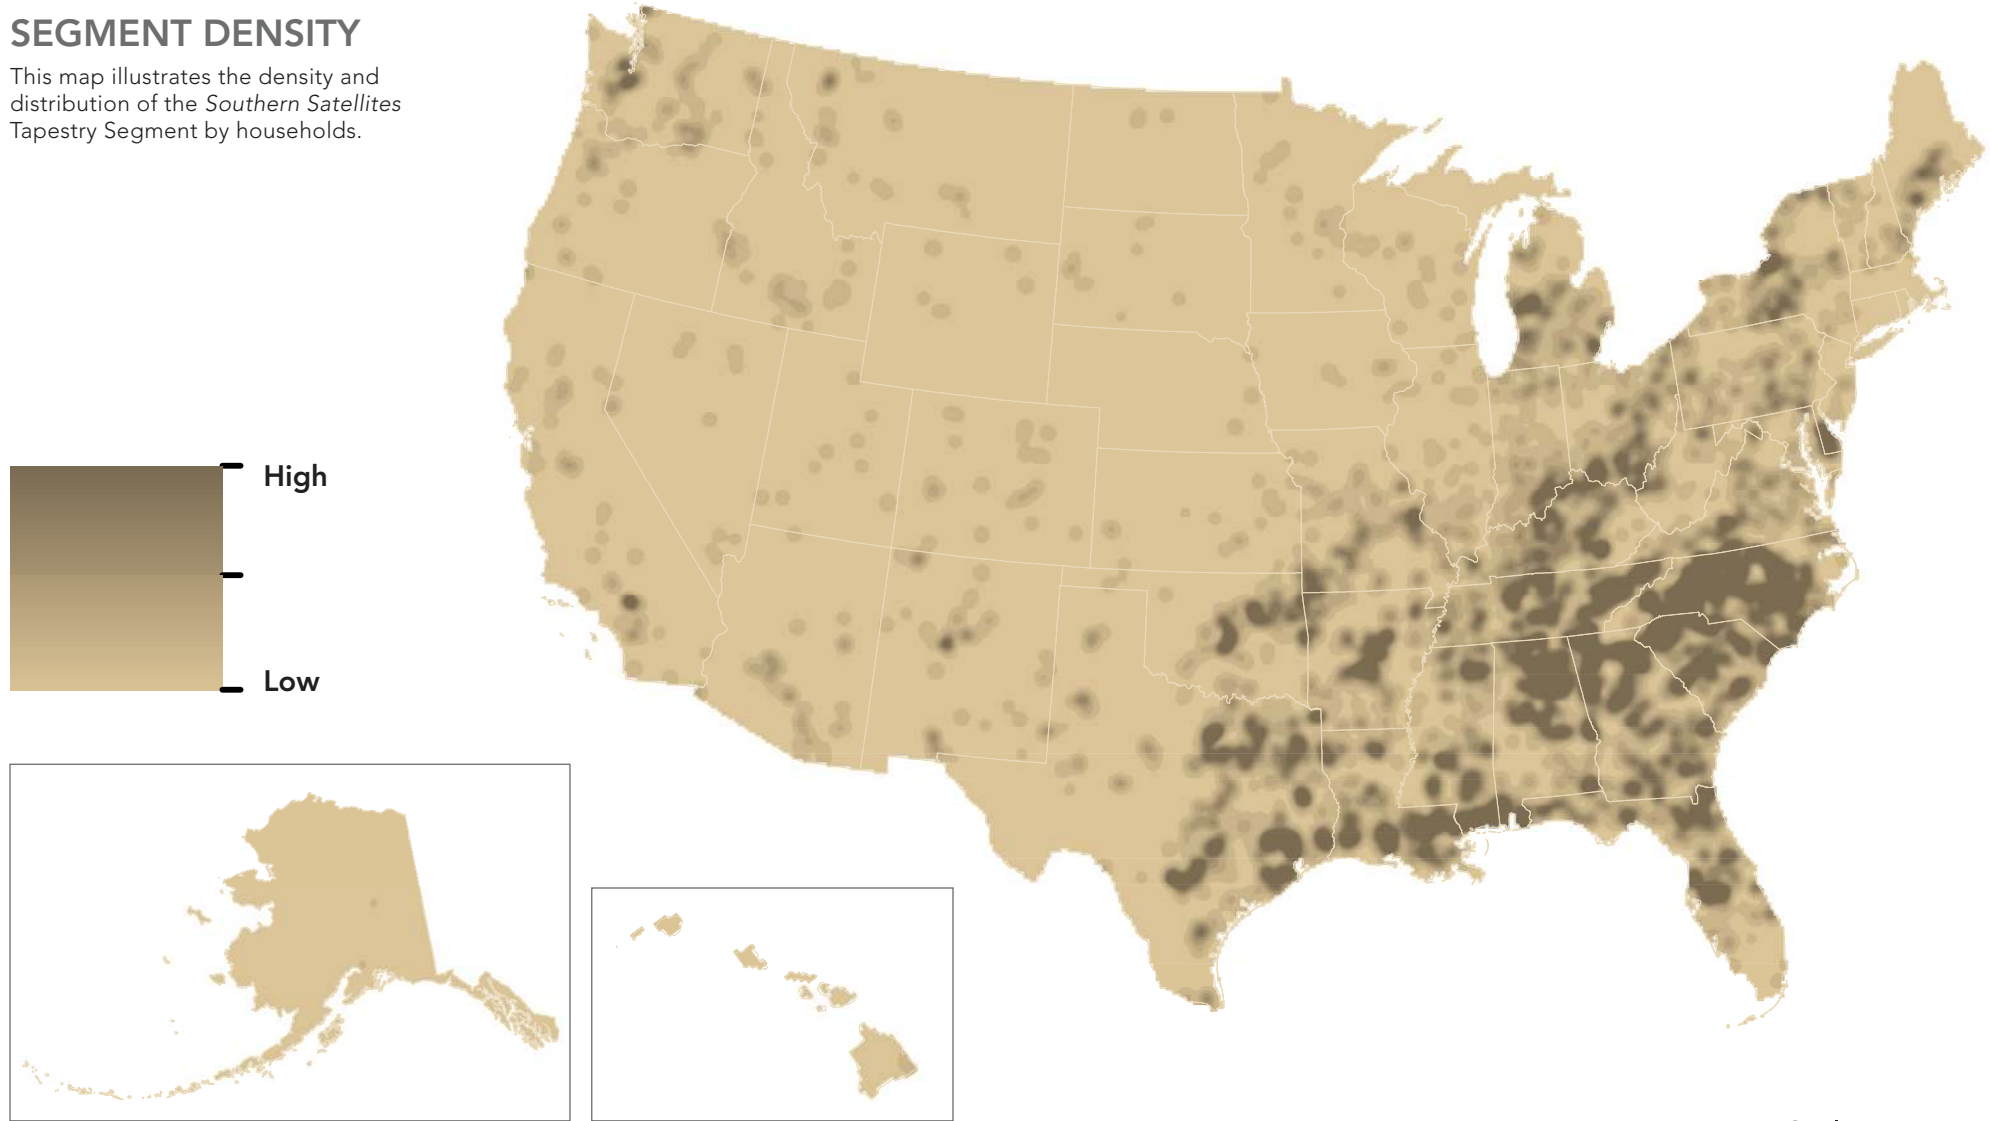 SEGMENT DENSITY
This map illustrates the density and
distribution of the Southern Satellites
Tapestry Segment by households.
High
Low